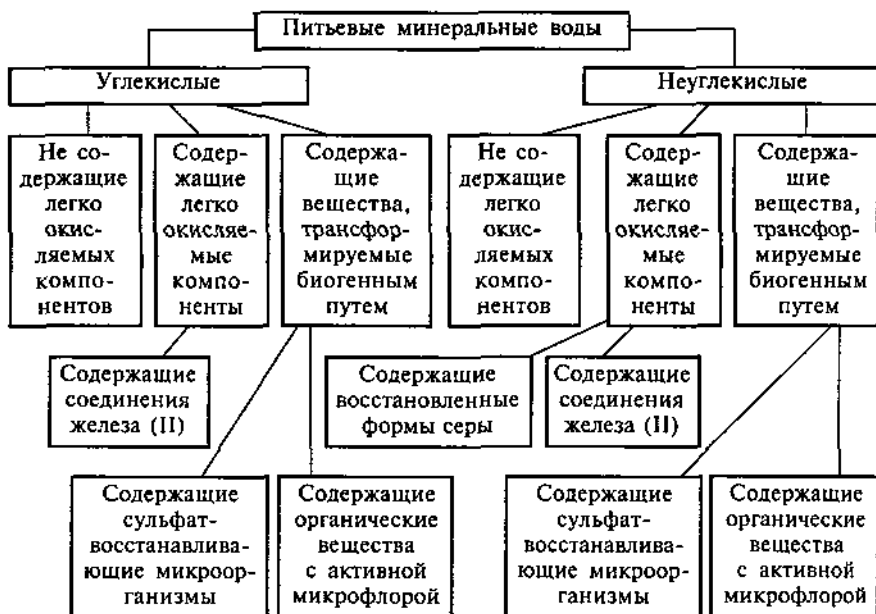 Питьевые минеральные воды
Углекислые
Неуглекислые
Не со-
держащие
легко
окис-
ляемых
компо-
нентов
Содер-
жащие
легко
окисляе-
мые
компо-
ненты
Содержа-
щие
вещества,
трансфор-
мируемые
биогенным
путем
Не со-
держащие
легко
окис-
ляемых
компо-
нентов
Содер-
жащие
легко
окисляе-
мые
компо-
ненты
Содержа-
щие
вещества,
трансфор-
мируемые
биогенным
путем
Содержащие
соединения
железа (II)
Содержащие
восстановленные
формы серы
Содержащие
соединения
железа (II)
Содержащие
сульфат-
восстанавлива-
ющие микроор-
ганизмы
Содержащие
органические
вещества
с активной
микрофлорой
Содержащие
сульфат-
восстанавлива-
ющие микроор-
ганизмы
Содержащие
органические
вещества
с активной
микрофлорой